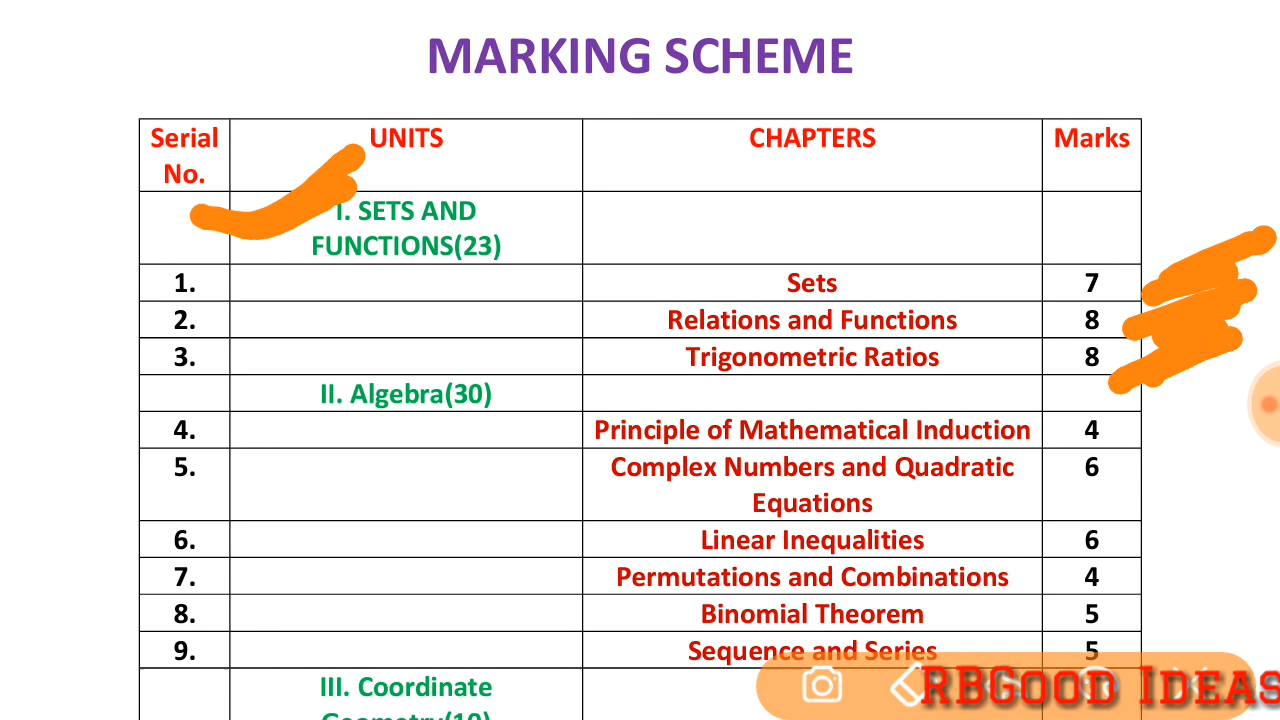 MARKING SCHEME
Serial No. UNITS CHAPTERS Marks
I. SETS AND FUNCTIONS(23)
1. Sets 7
2. Relations and Functions 8
3. Trigonometric Ratios 8
II. Algebra(30)
4. Principle of Mathematical Induction 4
5. Complex Numbers and Quadratic Equations 6
6. Linear Inequalities 6
7. Permutations and Combinations 4
8. Binomial Theorem 5
9. Sequence and Series 5
III. Coordinate
Geometry(10)
RBGood Ideas